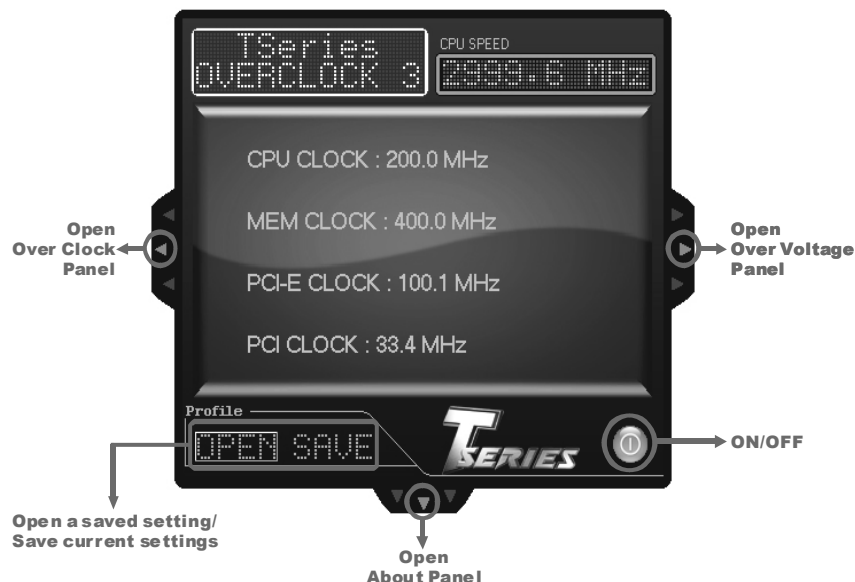 TSeries
OVERCLOCK 3
CPU SPEED
2999.6 MHz
CPU CLOCK : 200.0 MHz
MEM CLOCK : 400.0 MHz
PCI-E CLOCK : 100.1 MHz
PCI CLOCK : 33.4 MHz
Open
Over Clock
Panel
Open
Over Voltage
Panel
Profile
OPEN SAVE
TSERIES
ON/OFF
Open a saved setting/
Save current settings
Open
About Panel